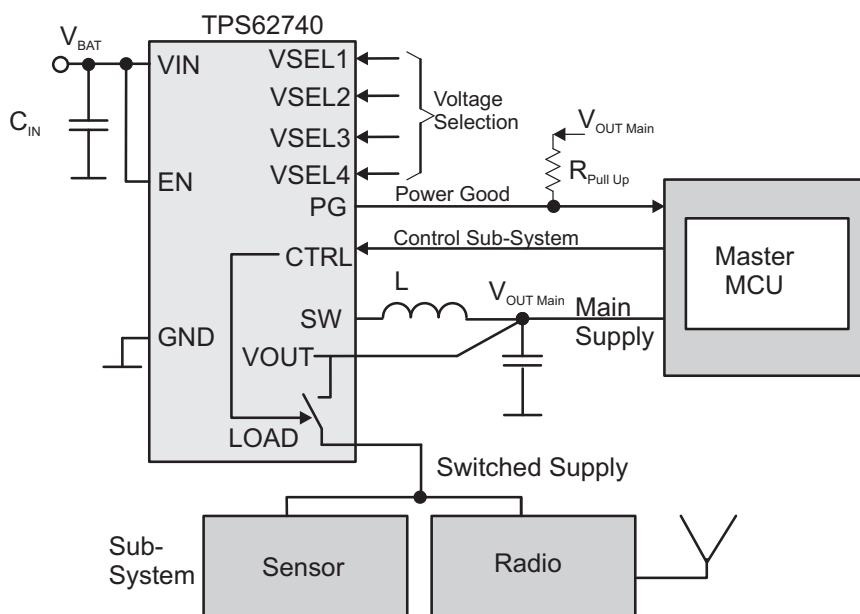 TPS62740
VBAT
VIN
VSEL1
VSEL2
VSEL3
VSEL4
Voltage
Selection
CIN
EN
VOUT Main
RPull Up
PG
Power Good
CTRL
Control Sub-System
Master
MCU
L
VOUT Main
SW
Main
Supply
GND
VOUT
LOAD
Switched Supply
Sub-
System
Sensor
Radio